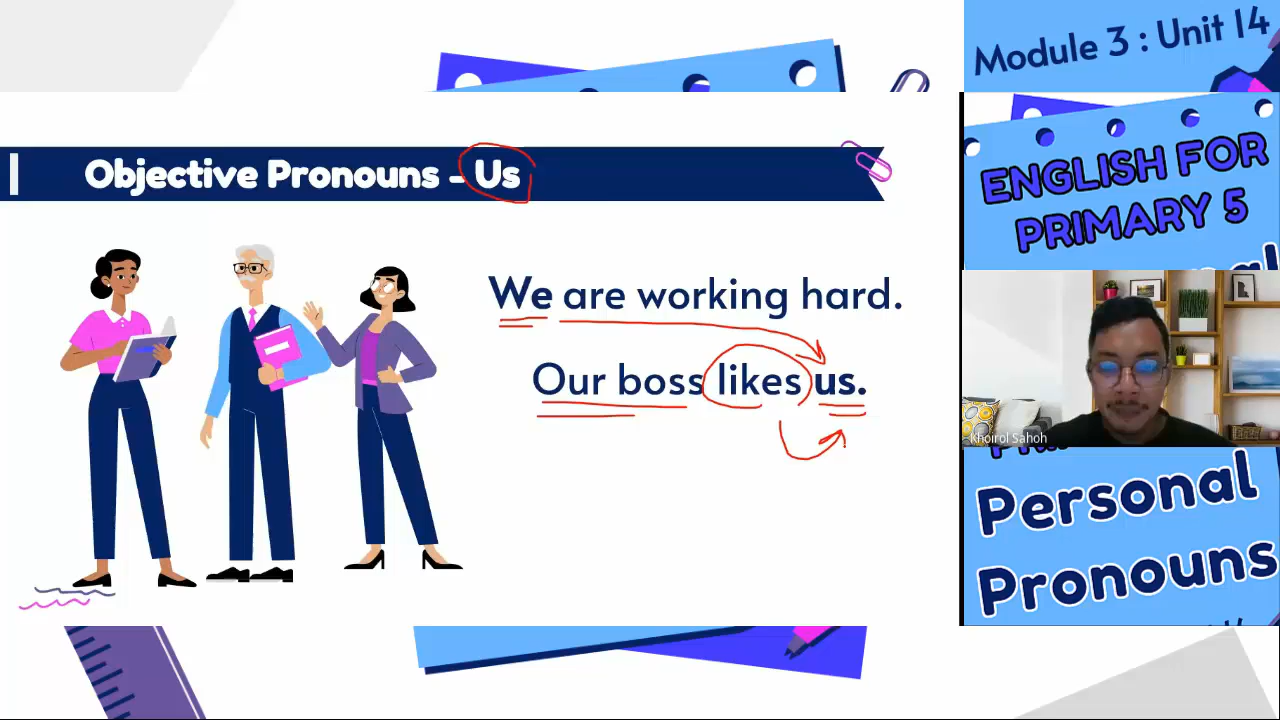 Module 3 : Unit 14
ENGLISH FOR
PRIMARY 5
Objective Pronouns - Us
We are working hard.
Our boss likes us.
Khoirol Sahoh
Personal
Pronouns